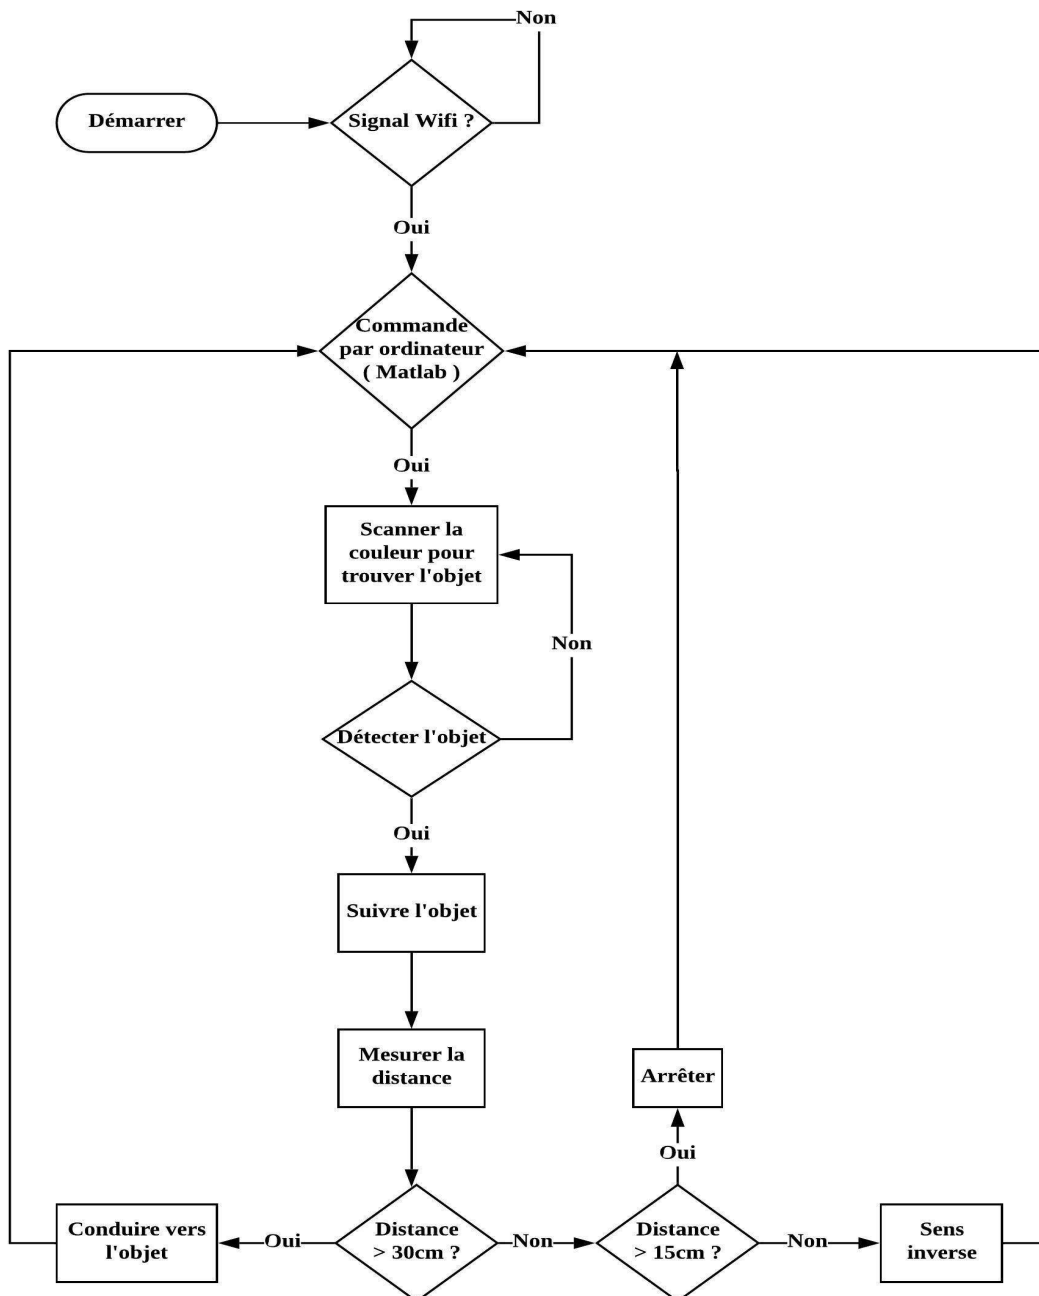 Non
Démarrer
Signal Wifi ?
Oui
Commande
par ordinateur
( Matlab )
Oui
Scanner la
couleur pour
trouver l'objet
Non
Détecter l'objet
Oui
Suivre l'objet
Mesurer la
distance
Arrêter
Oui
Conduire vers
l'objet
Oui
Distance
> 30cm ?
Non
Distance
> 15cm ?
Non
Sens
inverse